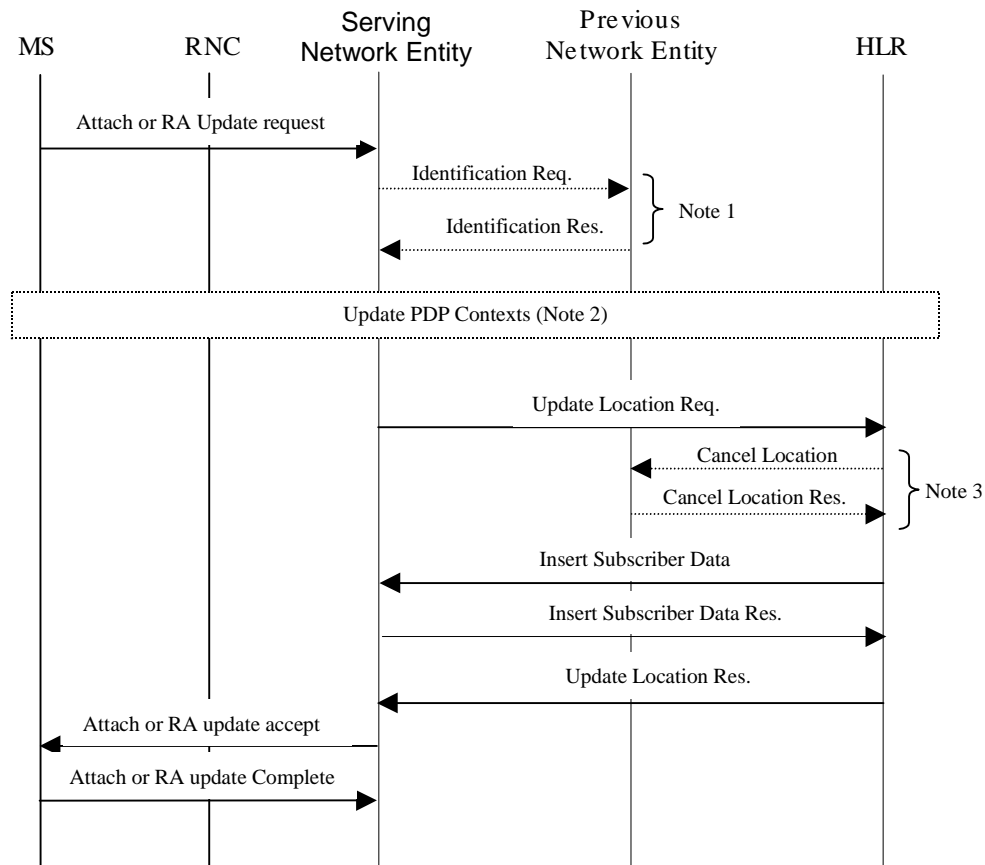 MS
RNC
Serving
Network Entity
Previous
Network Entity
HLR
Attach or RA Update request
Identification Req.
Identification Res.
Note 1
Update PDP Contexts (Note 2)
Update Location Req.
Cancel Location
Cancel Location Res.
Note 3
Insert Subscriber Data
Insert Subscriber Data Res.
Update Location Res.
Attach or RA update accept
Attach or RA update Complete